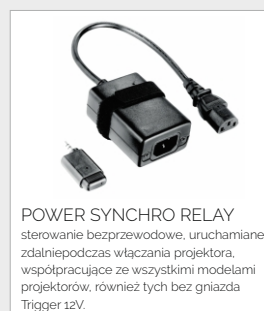 POWER SYNCHRO RELAY
sterowanie bezprzewodowe, uruchamiane
zdalniepodczas włączania projektora,
współpracujące ze wszystkimi modelami
projektorów, również tych bez gniazda
Trigger 12V.